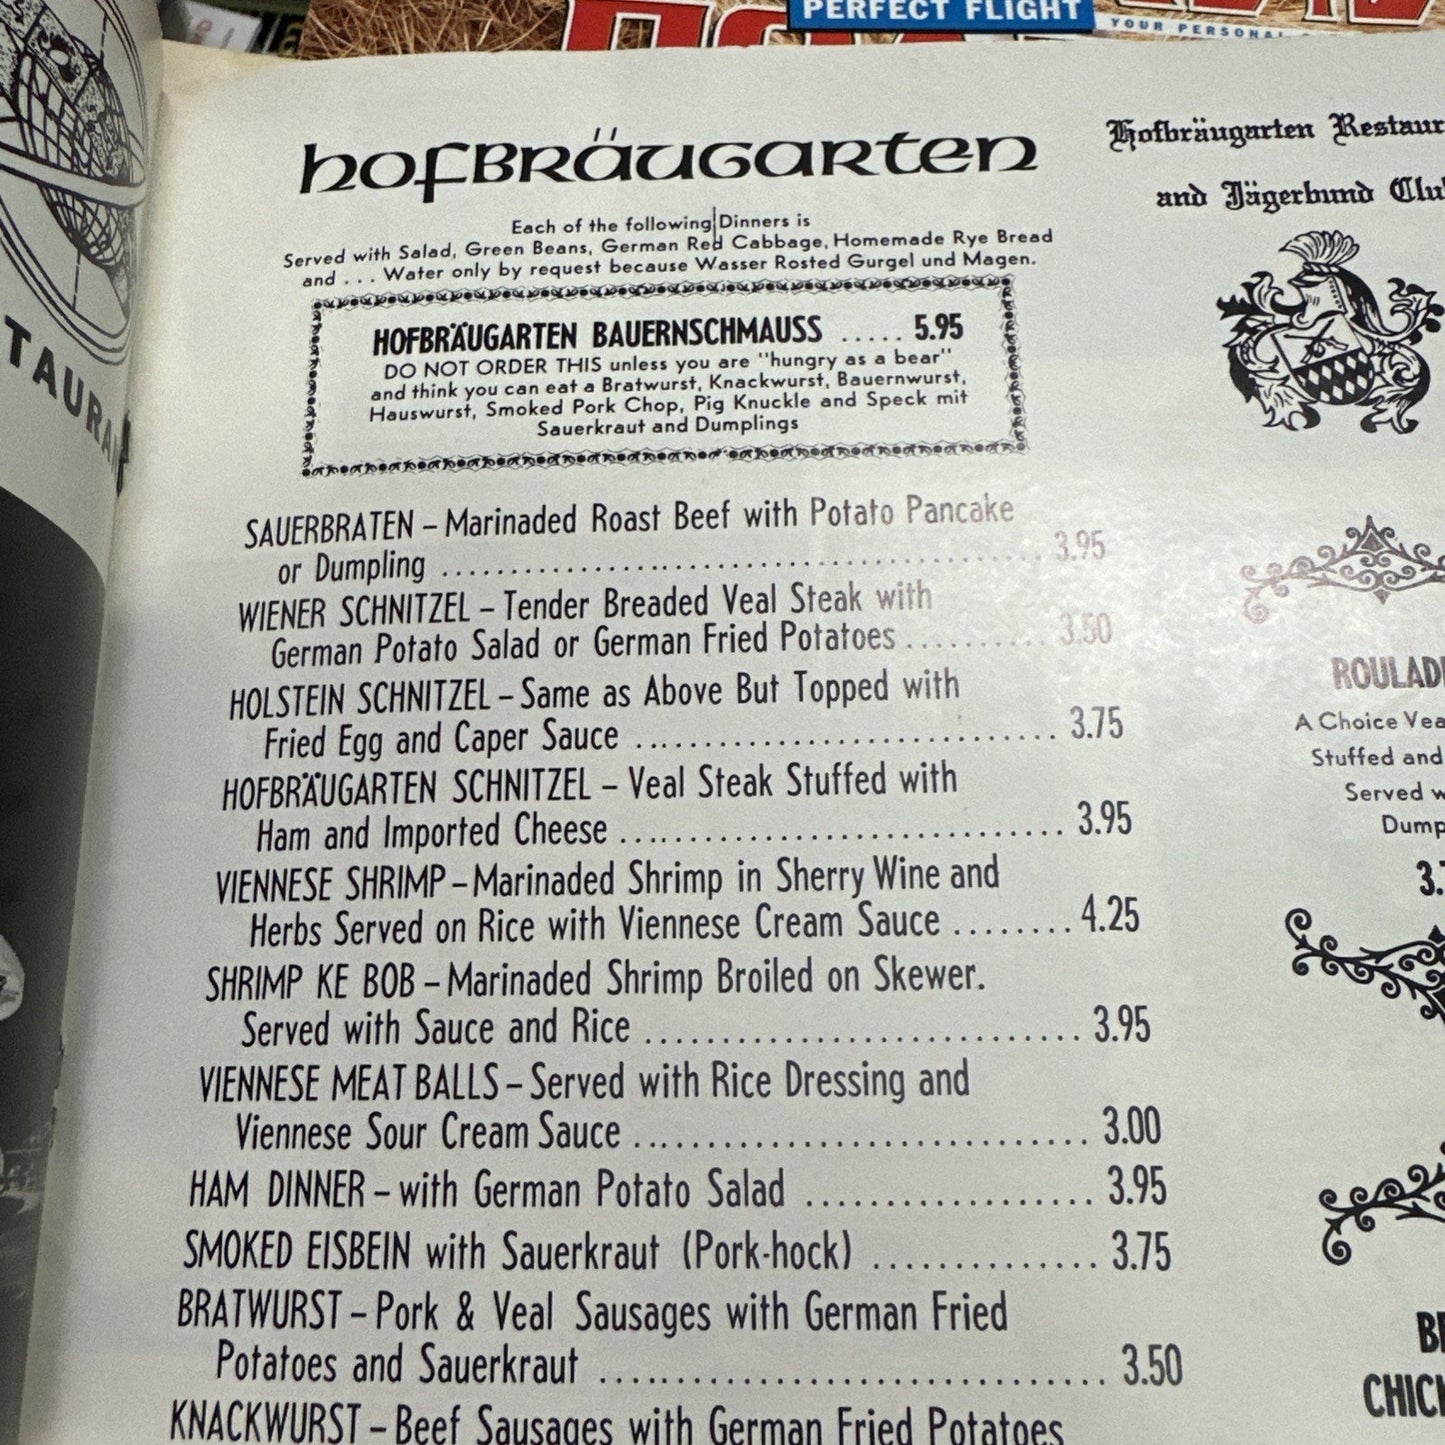 PERFECT FLIGHT
YOUR PERSONAL
TAURA
hofbräugarten
Each of the following Dinners is
Served with Salad, Green Beans, German Red Cabbage, Homemade Rye Bread
and . . . Water only by request because Wasser Rosted Gurgel und Magen.
HOFBRÄUGARTEN BAUERNSCHMAUSS ..... 5.95
DO NOT ORDER THIS unless you are "hungry as a bear"
and think you can eat a Bratwurst, Knackwurst, Bauernwurst,
Hauswurst, Smoked Pork Chop, Pig Knuckle and Speck mit
Sauerkraut and Dumplings
SAUERBRATEN – Marinaded Roast Beef with Potato Pancake
or Dumpling ........................................ 3.95
WIENER SCHNITZEL – Tender Breaded Veal Steak with
German Potato Salad or German Fried Potatoes ........... 3.50
HOLSTEIN SCHNITZEL – Same as Above But Topped with
Fried Egg and Caper Sauce .............................. 3.75
HOFBRÄUGARTEN SCHNITZEL – Veal Steak Stuffed with
Ham and Imported Cheese ............................... 3.95
VIENNESE SHRIMP – Marinaded Shrimp in Sherry Wine and
Herbs Served on Rice with Viennese Cream Sauce ........ 4.25
SHRIMP KE BOB – Marinaded Shrimp Broiled on Skewer.
Served with Sauce and Rice .............................. 3.95
VIENNESE MEAT BALLS – Served with Rice Dressing and
Viennese Sour Cream Sauce .............................. 3.00
HAM DINNER – with German Potato Salad ................... 3.95
SMOKED EISBEIN with Sauerkraut (Pork-hock) .............. 3.75
BRATWURST – Pork & Veal Sausages with German Fried
Potatoes and Sauerkraut ................................. 3.50
KNACKWURST – Beef Sausages with German Fried Potatoes
Hofbräugarten Restaur
and Jägerbund Clu
ROULAD
A Choice Vea
Stuffed and
Served w
Dump
3.
B
CHIC